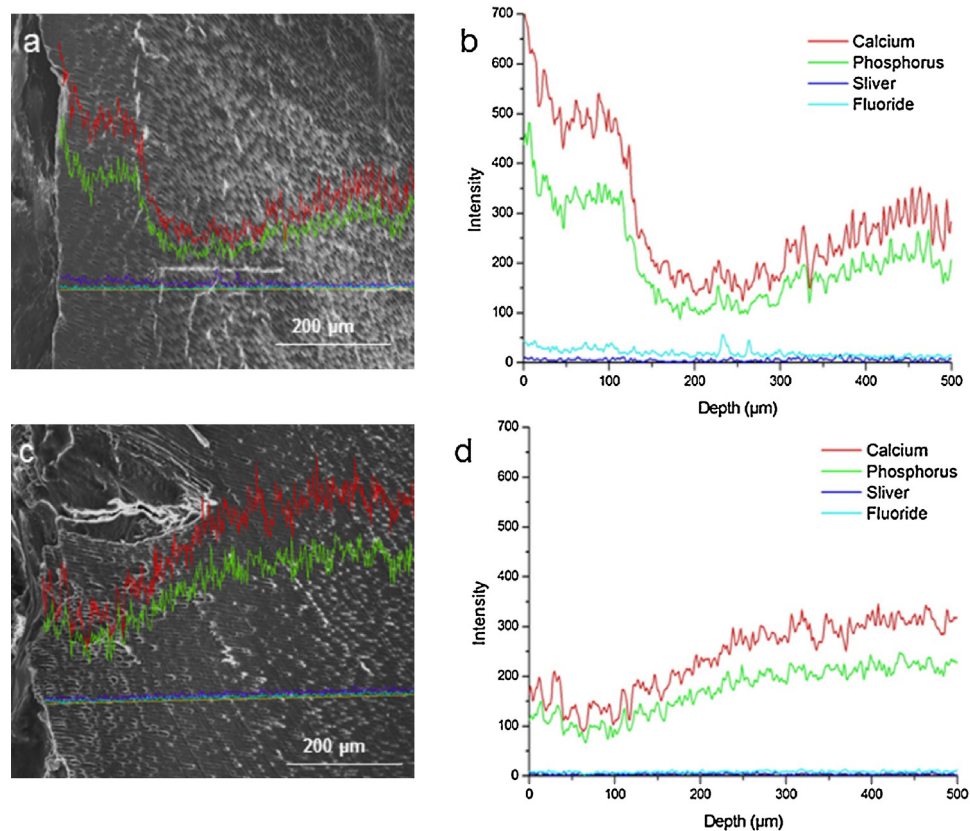 a
200 µm
b
700
600
500
400
300
200
100
0
Intensity
Calcium
Phosphorus
Sliver
Fluoride
0 100 200 300 400 500
Depth (µm)
c
200 µm
d
700
600
500
400
300
200
100
0
Intensity
Calcium
Phosphorus
Sliver
Fluoride
0 100 200 300 400 500
Depth (µm)